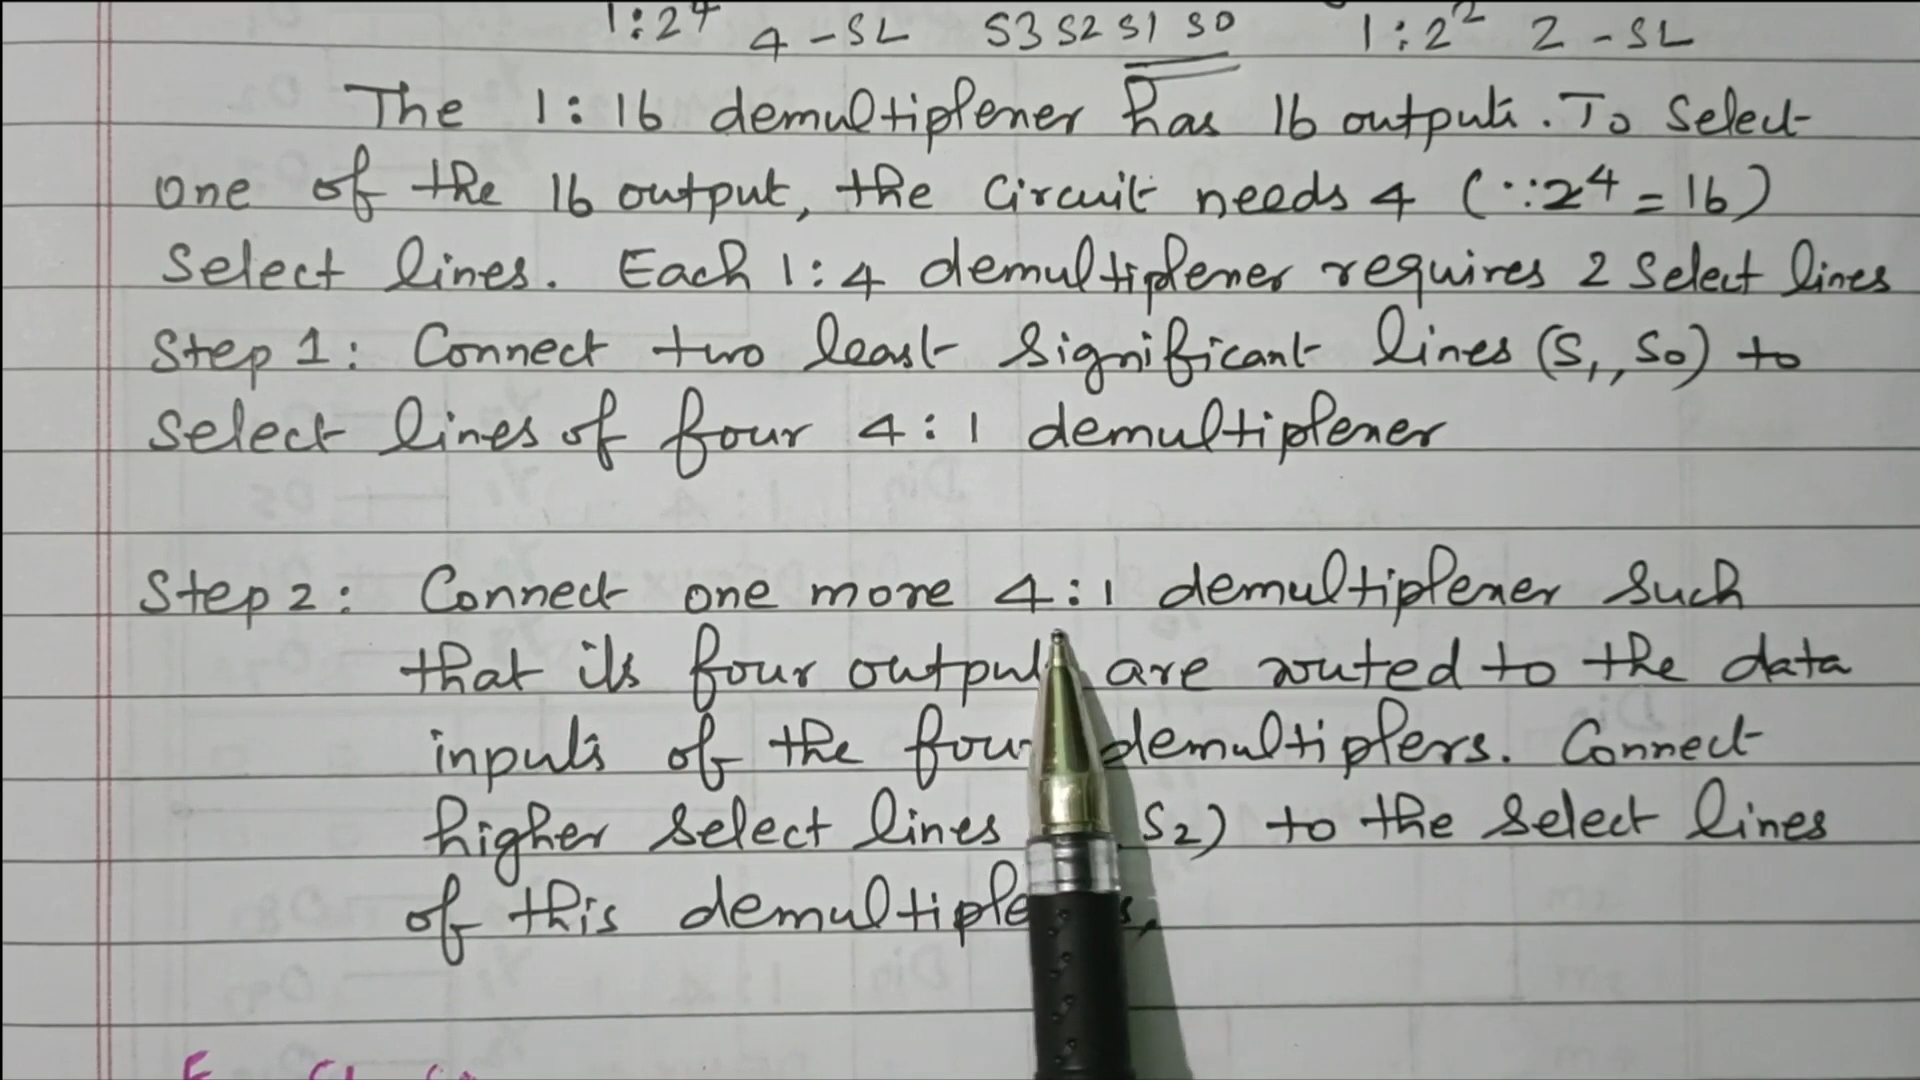 1:2⁴ 4-SL S3 S2 S1 S0 1:2² 2-SL
The 1:16 demultiplexer has 16 outputs. To select
one of the 16 output, the circuit needs 4 (∵2⁴=16)
Select lines. Each 1:4 demultiplexer requires 2 Select lines
Step 1: Connect two least significant lines (S1, S0) to
select lines of four 4:1 demultiplexer
Step 2: Connect one more 4:1 demultiplexer such
that its four output are routed to the data
inputs of the four demultiplers. Connect
higher select lines S2) to the select lines
of this